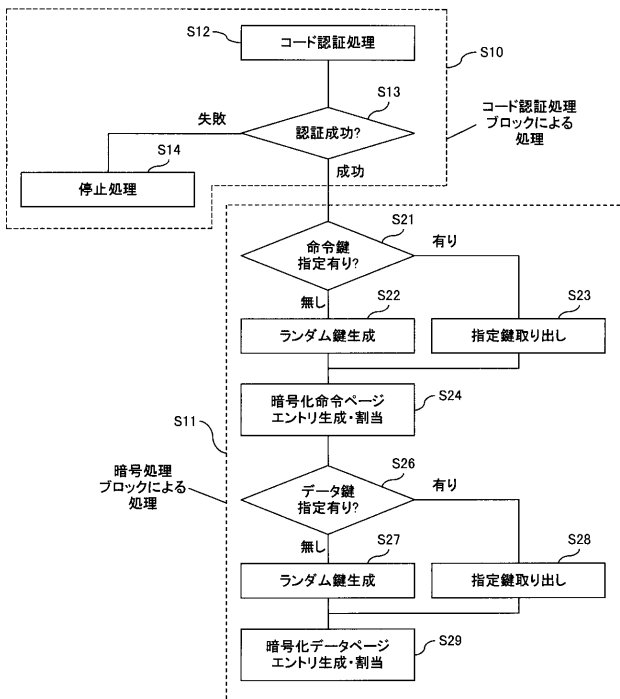 S12
コード認証処理
S10
S13
失敗
認証成功?
コード認証処理
ブロックによる
処理
S14
停止処理
成功
S21
命令鍵
指定有り?
有り
無し
S22
S23
ランダム鍵生成
指定鍵取り出し
暗号化命令ページ
エントリ生成・割当
S24
S11
S26
暗号処理
ブロックによる
処理
データ鍵
指定有り?
有り
無し
S27
S28
ランダム鍵生成
指定鍵取り出し
暗号化データページ
エントリ生成・割当
S29